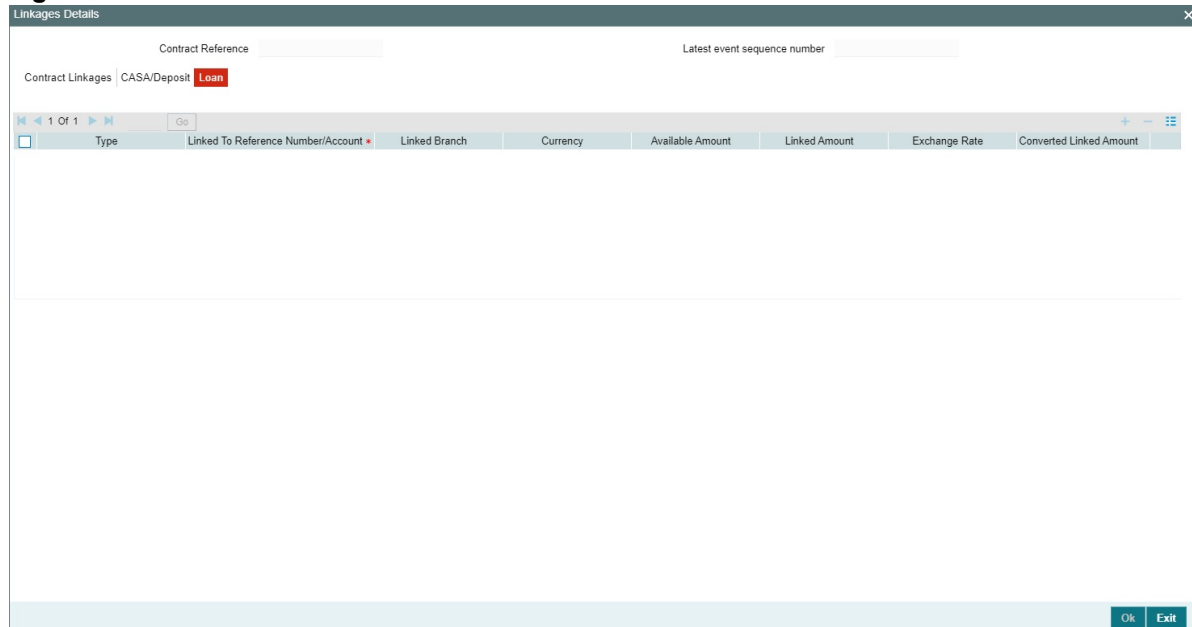 Linkages Details
Contract Reference
Latest event sequence number
Contract Linkages CASA/Deposit Loan
1 Of 1 Go
Type Linked To Reference Number/Account * Linked Branch Currency Available Amount Linked Amount Exchange Rate Converted Linked Amount
Ok Exit